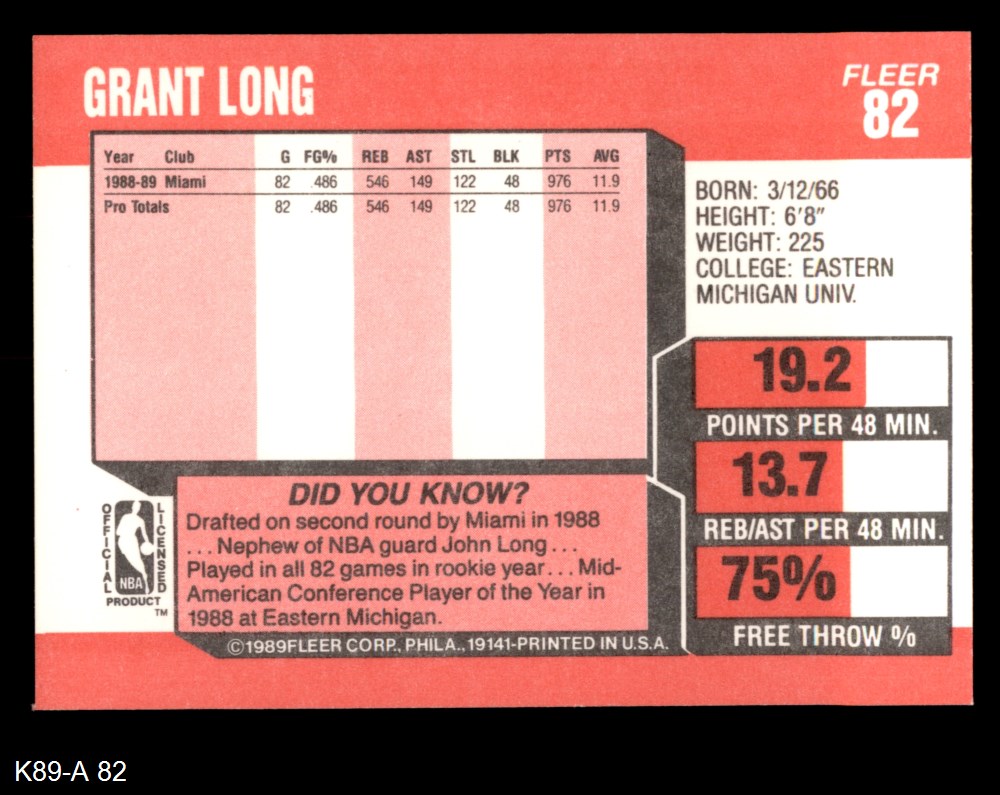 GRANT LONG
FLEER
82
Year Club G FG% REB AST STL BLK PTS AVG
1988-89 Miami 82 .486 546 149 122 48 976 11.9
Pro Totals 82 .486 546 149 122 48 976 11.9
BORN: 3/12/66
HEIGHT: 6'8"
WEIGHT: 225
COLLEGE: EASTERN
MICHIGAN UNIV.
19.2
POINTS PER 48 MIN.
13.7
REB/AST PER 48 MIN.
75%
FREE THROW %
DID YOU KNOW?
Drafted on second round by Miami in 1988
... Nephew of NBA guard John Long ...
Played in all 82 games in rookie year ... Mid-
American Conference Player of the Year in
1988 at Eastern Michigan.
OFFICIAL
LICENSED
NBA
PRODUCT
TM
©1989FLEER CORP., PHILA., 19141-PRINTED IN U.S.A.
K89-A 82